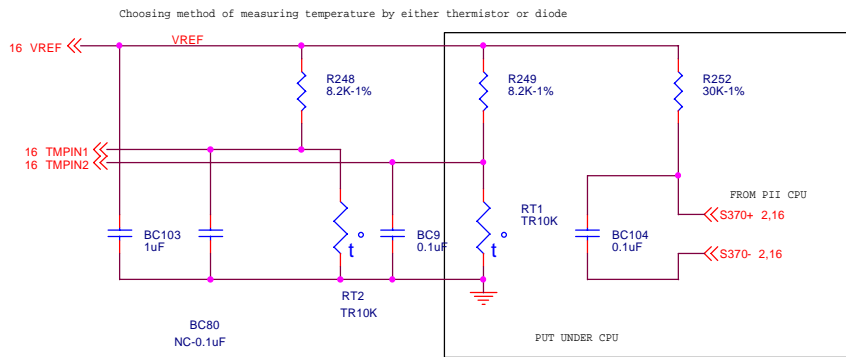 Choosing method of measuring temperature by either thermistor or diode
16 VREF
VREF
R248
8.2K-1%
R249
8.2K-1%
R252
30K-1%
16 TMPIN1
16 TMPIN2
FROM PII CPU
S370+ 2,16
S370- 2,16
BC103
1uF
BC9
0.1uF
RT1
TR10K
BC104
0.1uF
t
t
RT2
TR10K
BC80
NC-0.1uF
PUT UNDER CPU